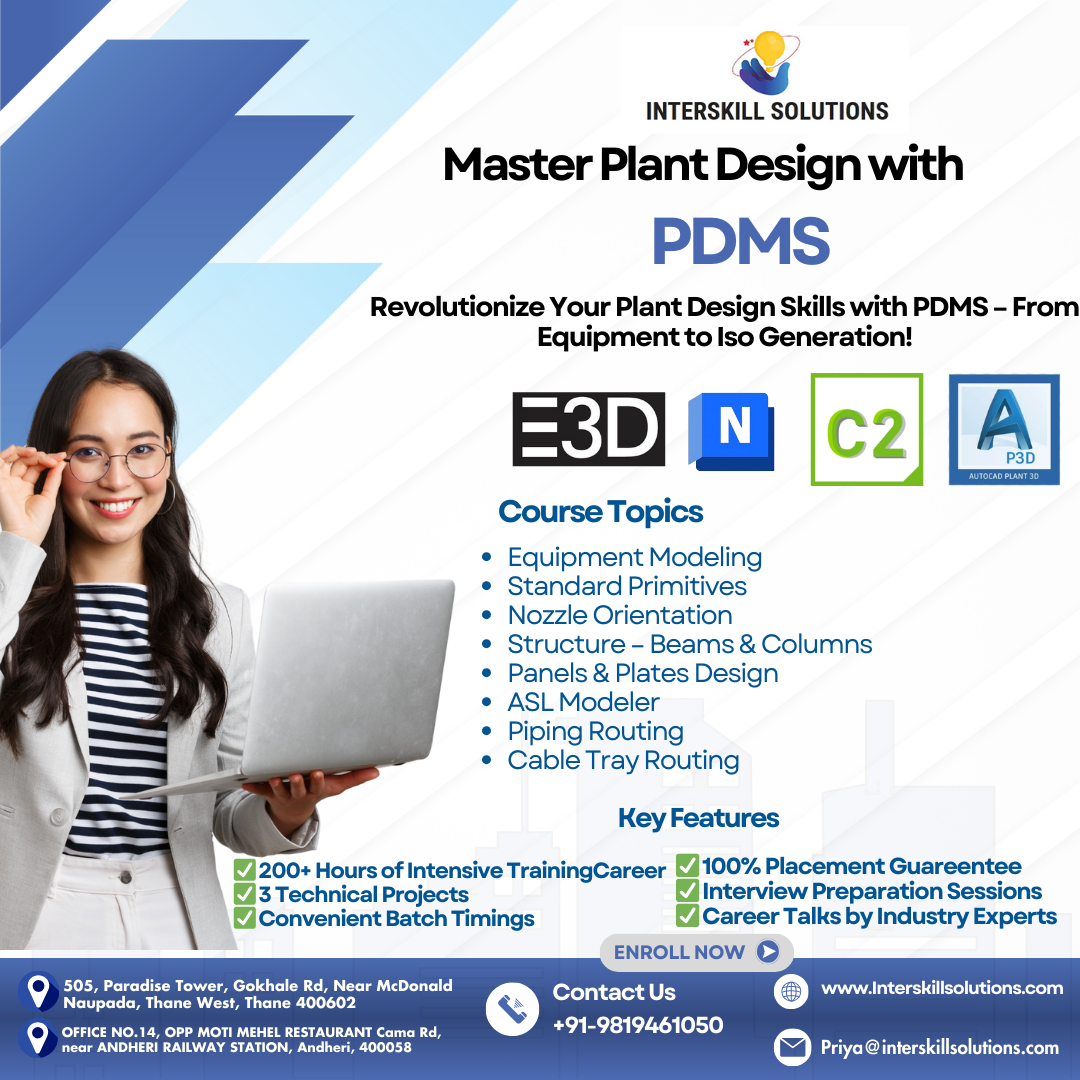 INTERSKILL SOLUTIONS
Master Plant Design with
PDMS
Revolutionize Your Plant Design Skills with PDMS – From
Equipment to Iso Generation!
E3D
N
C2
A
P3D
AUTOCAD PLANT 3D
Course Topics
• Equipment Modeling
• Standard Primitives
• Nozzle Orientation
• Structure – Beams & Columns
• Panels & Plates Design
• ASL Modeler
• Piping Routing
• Cable Tray Routing
Key Features
✅200+ Hours of Intensive TrainingCareer
✅3 Technical Projects
✅Convenient Batch Timings
✅100% Placement Guareentee
✅Interview Preparation Sessions
✅Career Talks by Industry Experts
ENROLL NOW
505, Paradise Tower, Gokhale Rd, Near McDonald
Naupada, Thane West, Thane 400602
OFFICE NO.14, OPP MOTI MEHEL RESTAURANT Cama Rd,
near ANDHERI RAILWAY STATION, Andheri, 400058
Contact Us
+91-9819461050
www.Interskillsolutions.com
Priya@interskillsolutions.com